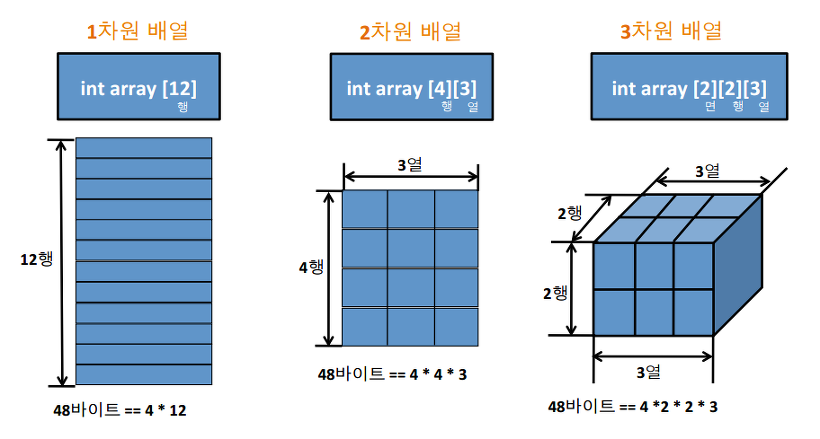 1차원 배열
int array [12]
행
12행
48바이트 == 4 * 12
2차원 배열
int array [4][3]
행 열
3열
4행
48바이트 == 4 * 4 * 3
3차원 배열
int array [2][2][3]
면 행 열
3열
2행
2행
3열
48바이트 == 4 *2 * 2 * 3